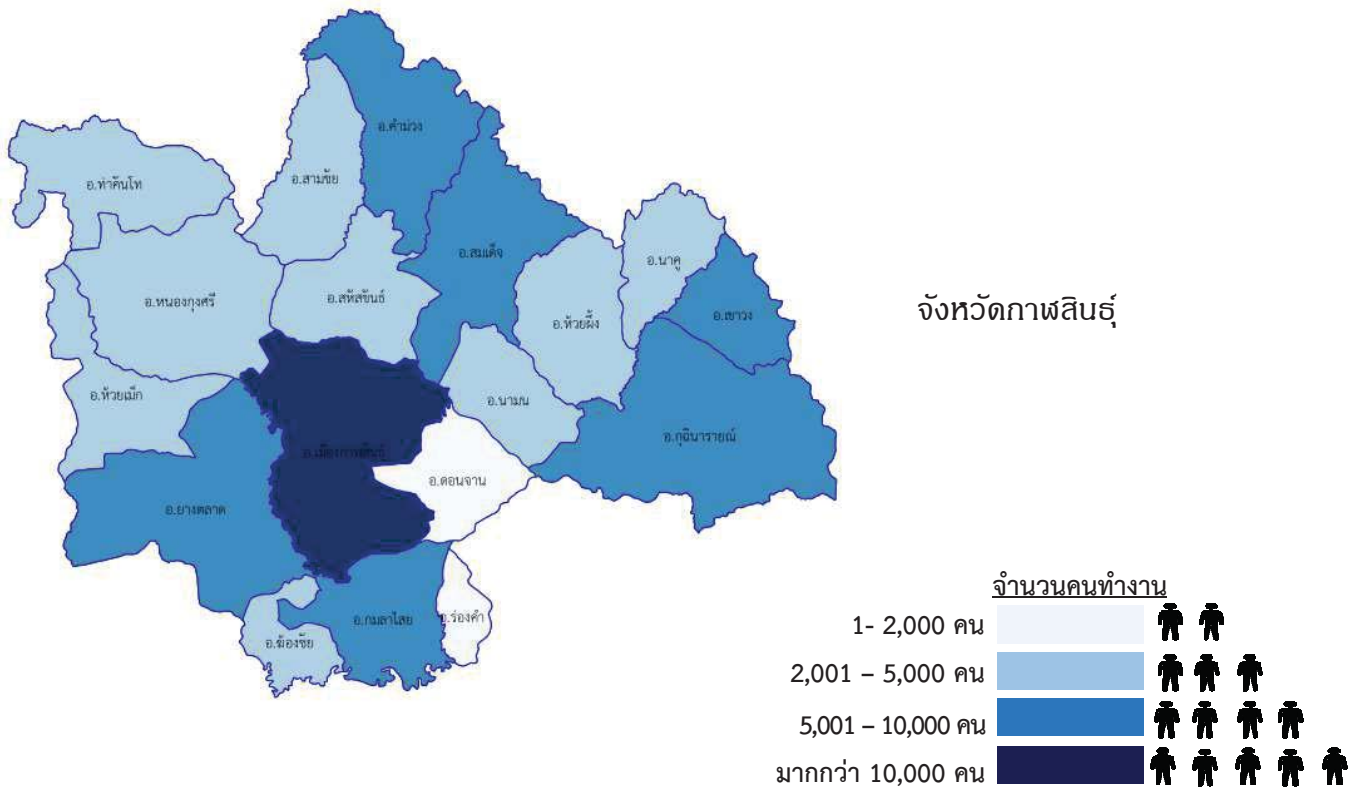 อ.คำม่วง
อ.ท่าคันโท
อ.สามชัย
อ.สมเด็จ
อ.นาคู
อ.หนองกุงศรี
อ.สหัสขันธ์
อ.ห้วยผึ้ง
อ.เขาวง
จังหวัดกาฬสินธุ์
อ.ห้วยเม็ก
อ.นามน
อ.กุฉินารายณ์
อ.เมืองกาฬสินธุ์
อ.ดอนจาน
อ.ยางตลาด
อ.กมลาไสย
อ.ร่องคำ
อ.ฆ้องชัย
จำนวนคนทำงาน
1- 2,000 คน
2,001 – 5,000 คน
5,001 – 10,000 คน
มากกว่า 10,000 คน